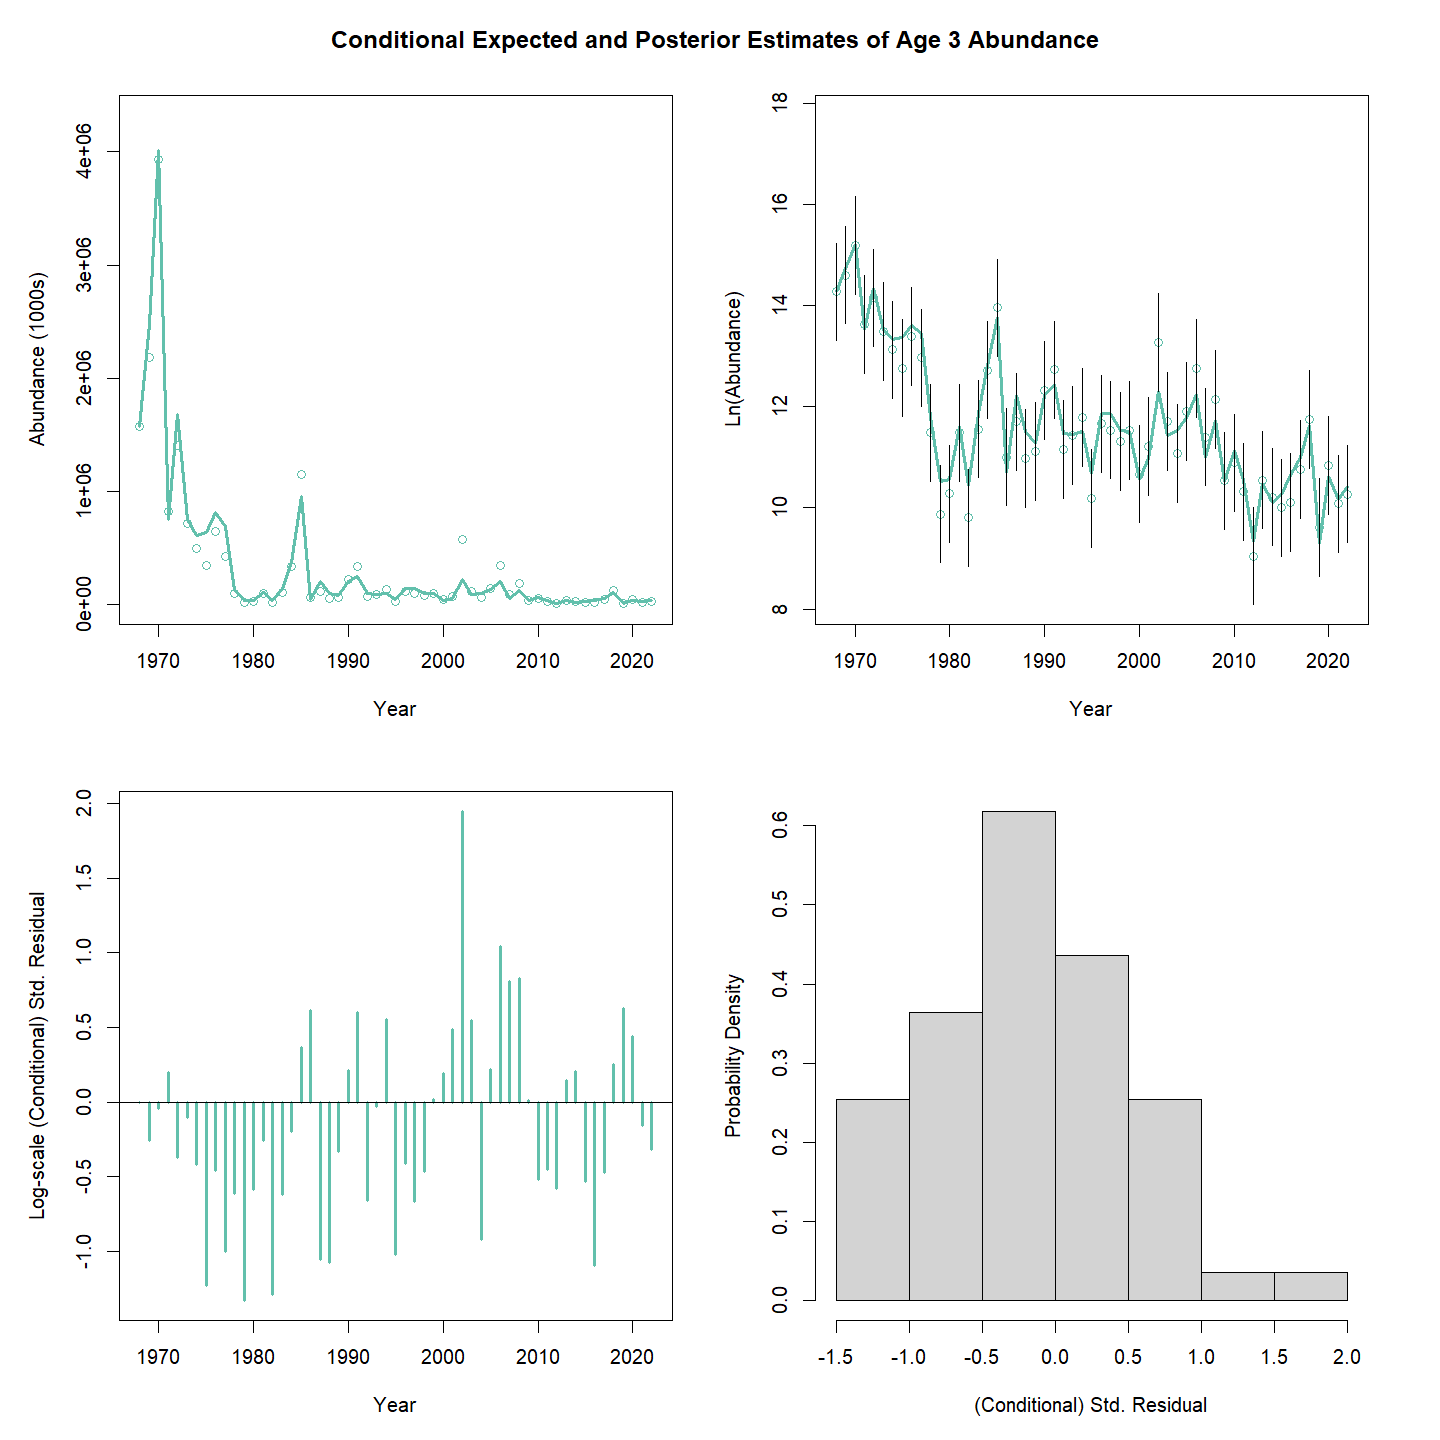 Conditional Expected and Posterior Estimates of Age 3 Abundance
Abundance (1000s)
4e+06
3e+06
2e+06
1e+06
0e+00
1970 1980 1990 2000 2010 2020
Year
Ln(Abundance)
18
16
14
12
10
8
1970 1980 1990 2000 2010 2020
Year
Log-scale (Conditional) Std. Residual
2.0
1.5
1.0
0.5
0.0
-0.5
-1.0
1970 1980 1990 2000 2010 2020
Year
Probability Density
0.6
0.5
0.4
0.3
0.2
0.1
0.0
-1.5 -1.0 -0.5 0.0 0.5 1.0 1.5 2.0
(Conditional) Std. Residual